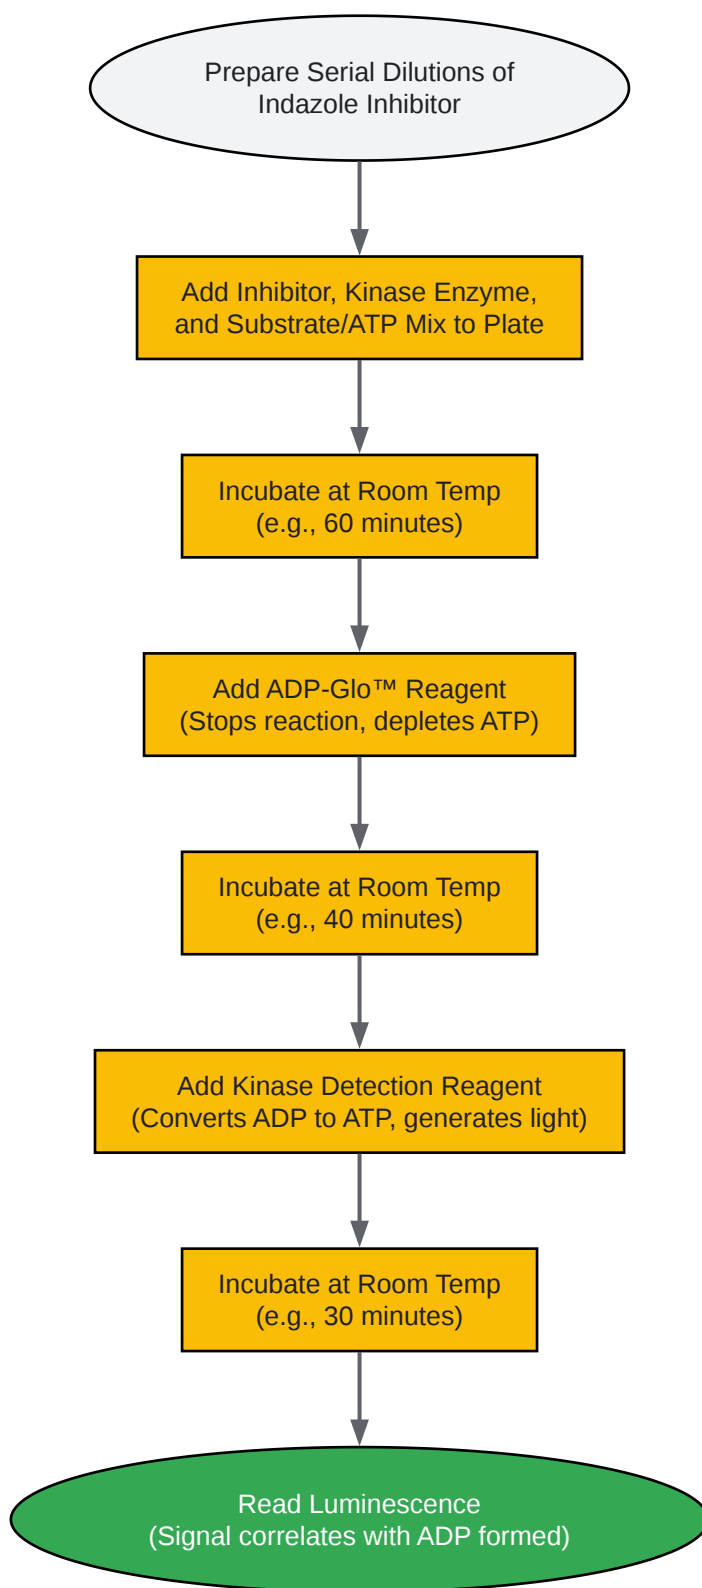 Prepare Serial Dilutions of
Indazole Inhibitor
Add Inhibitor, Kinase Enzyme,
and Substrate/ATP Mix to Plate
Incubate at Room Temp
(e.g., 60 minutes)
Add ADP-Glo™ Reagent
(Stops reaction, depletes ATP)
Incubate at Room Temp
(e.g., 40 minutes)
Add Kinase Detection Reagent
(Converts ADP to ATP, generates light)
Incubate at Room Temp
(e.g., 30 minutes)
Read Luminescence
(Signal correlates with ADP formed)